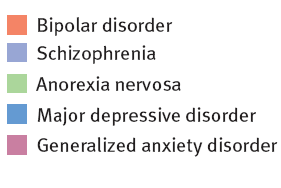 Bipolar disorder
Schizophrenia
Anorexia nervosa
Major depressive disorder
Generalized anxiety disorder